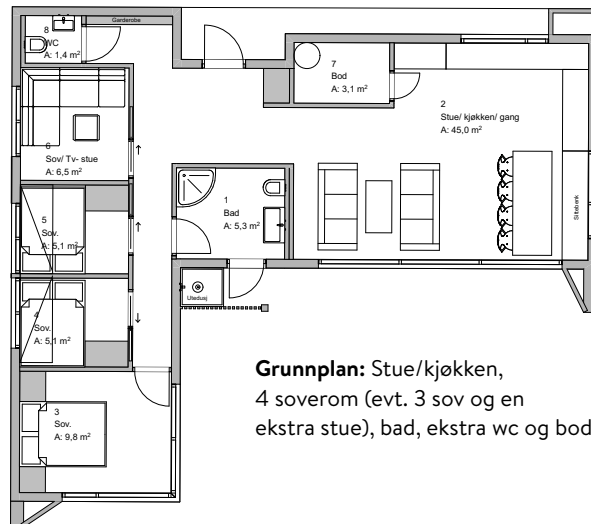 Garderobe
8
WC
A: 1,4 m²
7
Bod
A: 3,1 m²
2
Stue/ kjøkken/ gang
A: 45,0 m²
6
Sov/ Tv- stue
A: 6,5 m²
1
Bad
A: 5,3 m²
5
Sov.
A: 5,1 m²
Sittebenk
Utedusj
4
Sov.
A: 5,1 m²
3
Sov.
A: 9,8 m²
Grunnplan: Stue/kjøkken,
4 soverom (evt. 3 sov og en
ekstra stue), bad, ekstra wc og bod